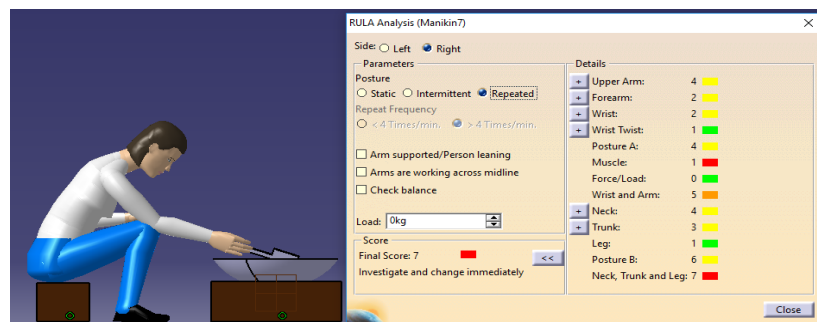 RULA Analysis (Manikin7)
Side: Left Right
Parameters
Posture
Static Intermittent Repeated
Repeat Frequency
< 4 Times/min. > 4 Times/min.
Arm supported/Person leaning
Arms are working across midline
Check balance
Load: 0kg
Score
Final Score: 7
<<
Investigate and change immediately
Details
+ Upper Arm: 4
+ Forearm: 2
+ Wrist: 2
+ Wrist Twist: 1
Posture A: 4
Muscle: 1
Force/Load: 0
Wrist and Arm: 5
+ Neck: 4
+ Trunk: 3
Leg: 1
Posture B: 6
Neck, Trunk and Leg: 7
Close